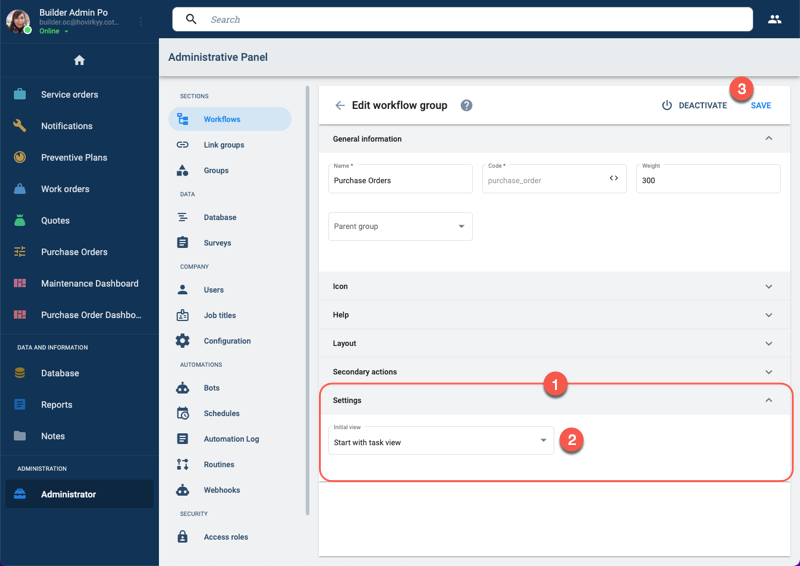 Builder Admin Po
builder.oc@hovirkyy.cot...
Online
Search
Service orders
Notifications
Preventive Plans
Work orders
Quotes
Purchase Orders
Maintenance Dashboard
Purchase Order Dashbo...
DATA AND INFORMATION
Database
Reports
Notes
ADMINISTRATION
Administrator
Administrative Panel
SECTIONS
Workflows
Link groups
Groups
DATA
Database
Surveys
COMPANY
Users
Job titles
Configuration
AUTOMATIONS
Bots
Schedules
Automation Log
Routines
Webhooks
SECURITY
Access roles
Edit workflow group
?
DEACTIVATE
3
SAVE
General information
Name *
Purchase Orders
Code *
purchase_order
Weight
300
Parent group
Icon
Help
Layout
Secondary actions
1
Settings
Initial view
Start with task view
2